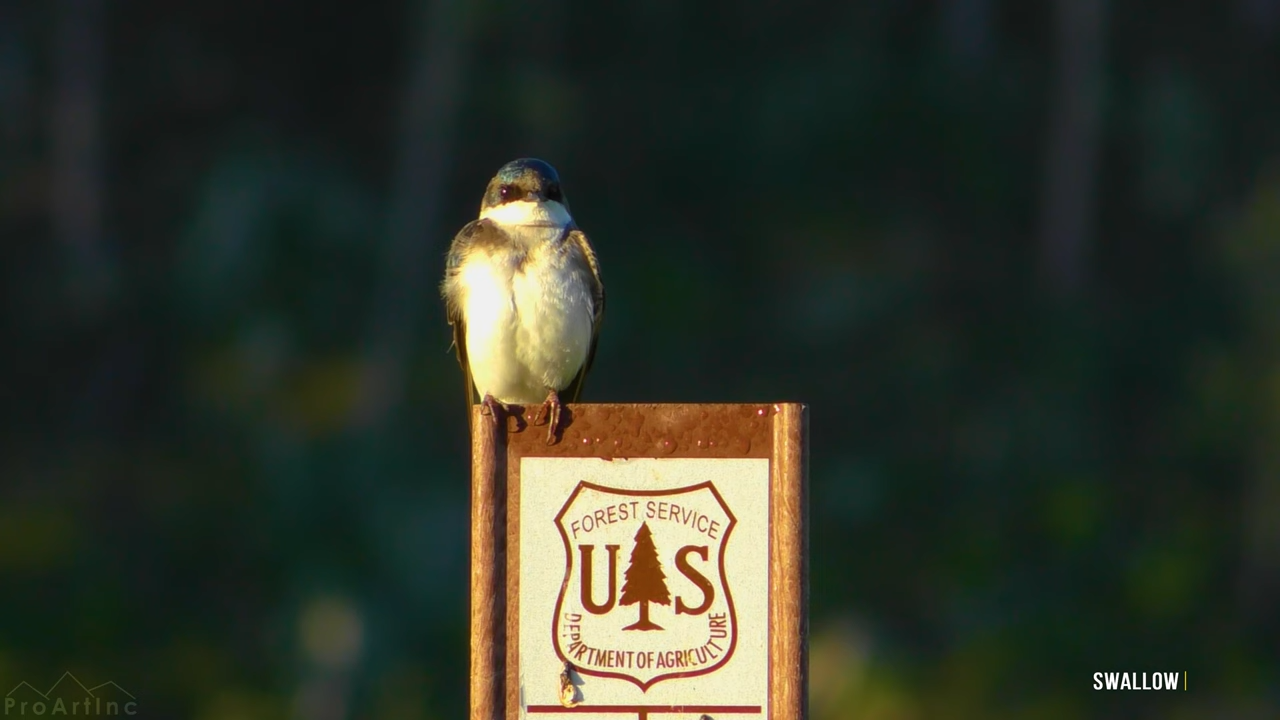 FOREST SERVICE
U S
DEPARTMENT OF AGRICULTURE
SWALLOW
ProArtInc